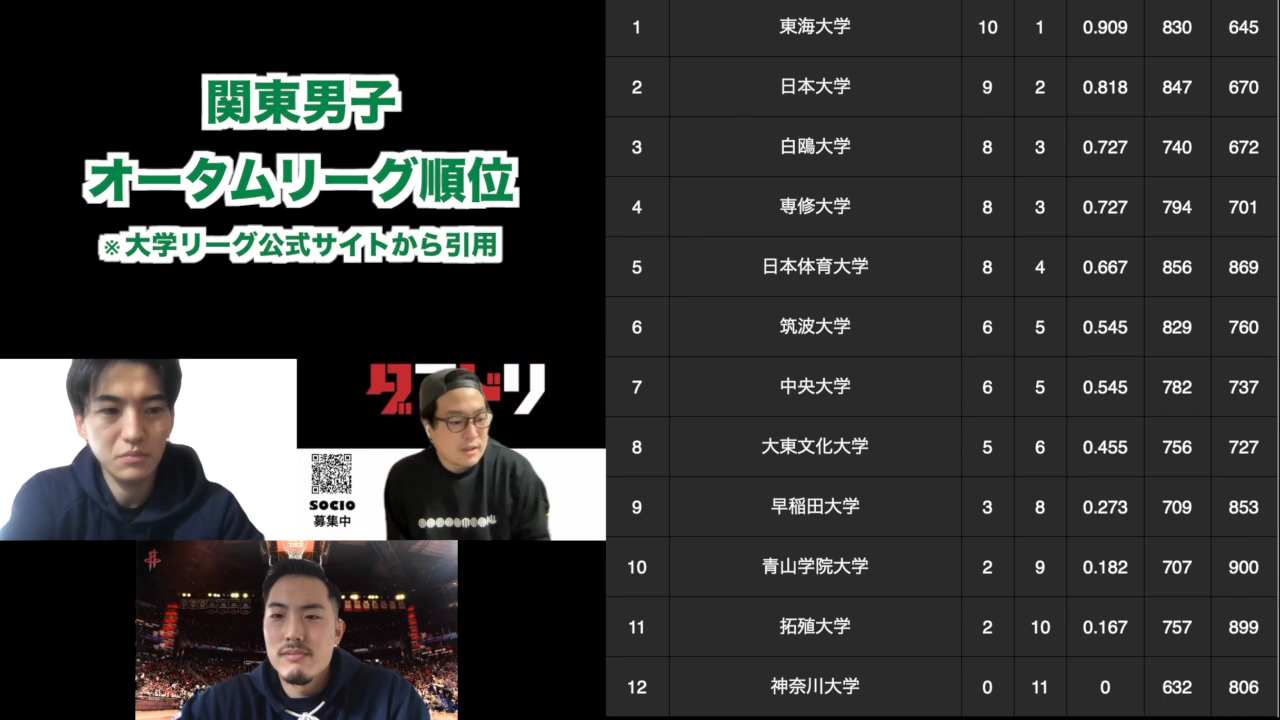 関東男子
オータムリーグ順位
※大学リーグ公式サイトから引用
ダブドリ
SOCIO
募集中
1 東海大学 10 1 0.909 830 645
2 日本大学 9 2 0.818 847 670
3 白鴎大学 8 3 0.727 740 672
4 専修大学 8 3 0.727 794 701
5 日本体育大学 8 4 0.667 856 869
6 筑波大学 6 5 0.545 829 760
7 中央大学 6 5 0.545 782 737
8 大東文化大学 5 6 0.455 756 727
9 早稲田大学 3 8 0.273 709 853
10 青山学院大学 2 9 0.182 707 900
11 拓殖大学 2 10 0.167 757 899
12 神奈川大学 0 11 0 632 806